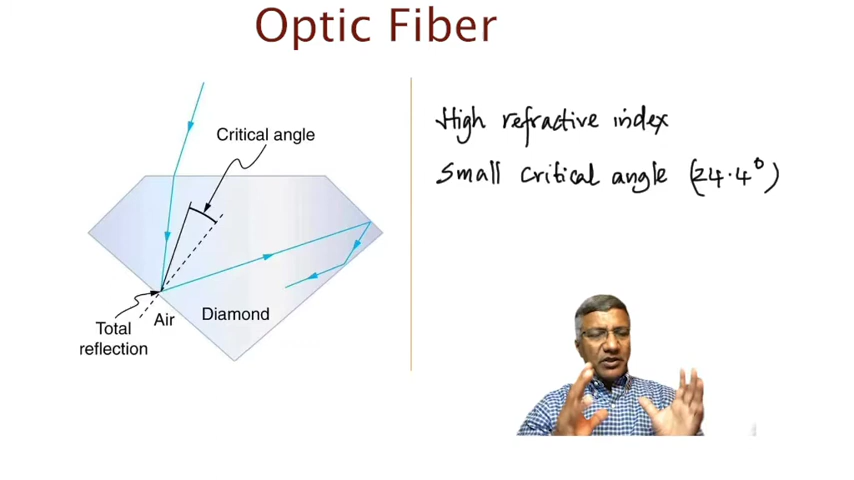 Optic Fiber
Critical angle
Total
reflection
Air
Diamond
High refractive index
Small critical angle (24.4°)